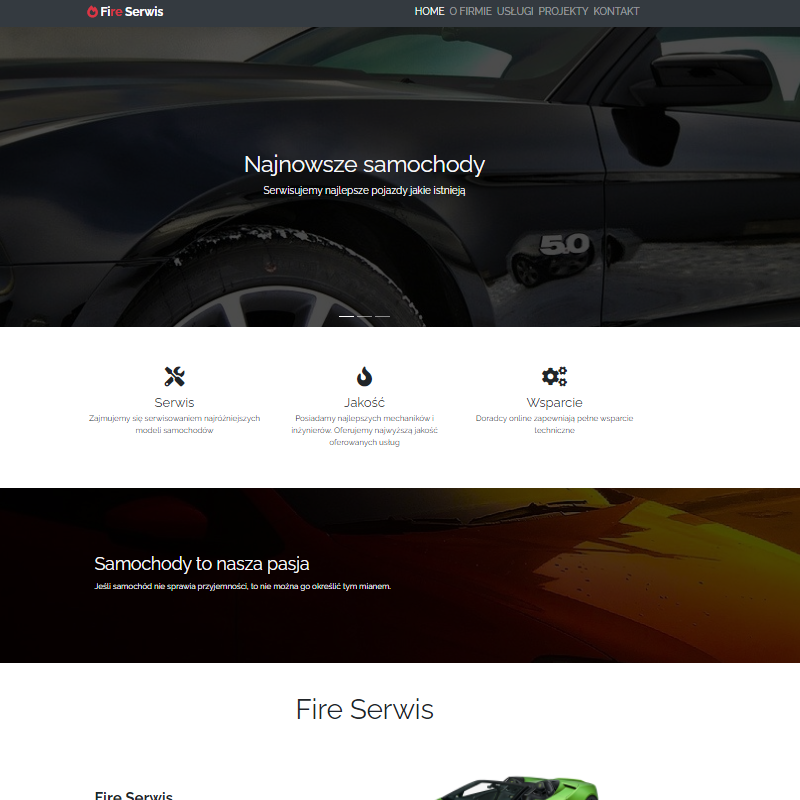 Fire Serwis
HOME O FIRMIE USŁUGI PROJEKTY KONTAKT
Najnowsze samochody
Serwisujemy najlepsze pojazdy jakie istnieją
5.0
Serwis
Zajmujemy się serwisowaniem najróżniejszych
modeli samochodów
Jakość
Posiadamy najlepszych mechaników i
inżynierów. Oferujemy najwyższą jakość
oferowanych usług
Wsparcie
Doradcy online zapewniają pełne wsparcie
techniczne
Samochody to nasza pasja
Jeśli samochód nie sprawia przyjemności, to nie można go określić tym mianem.
Fire Serwis
Fire Serwis